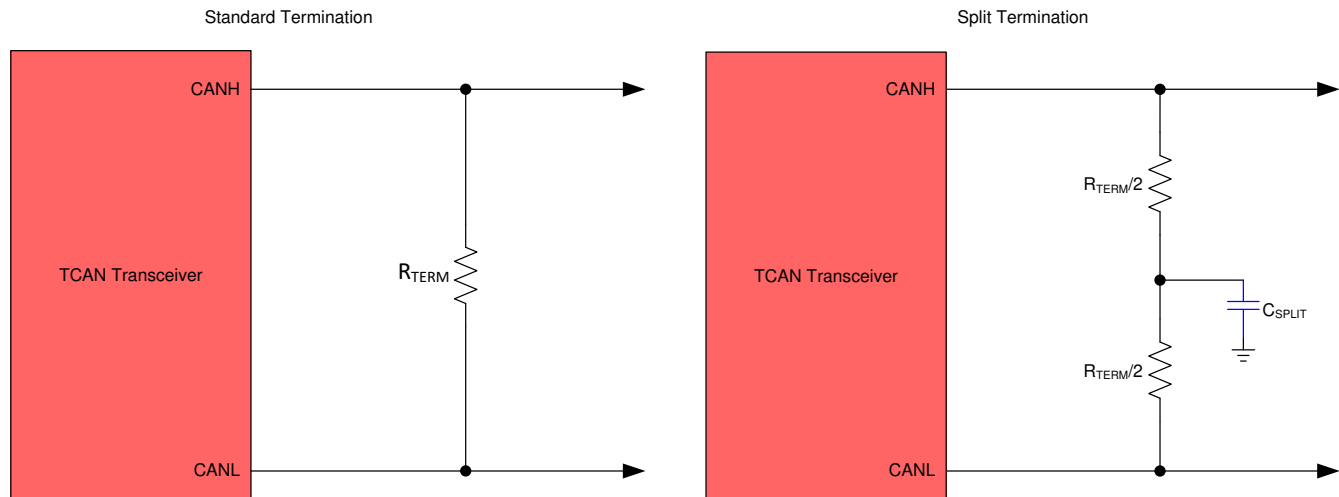 Standard Termination
CANH
TCAN Transceiver
RTERM
CANL
Split Termination
CANH
RTERM/2
TCAN Transceiver
CSPLIT
RTERM/2
CANL